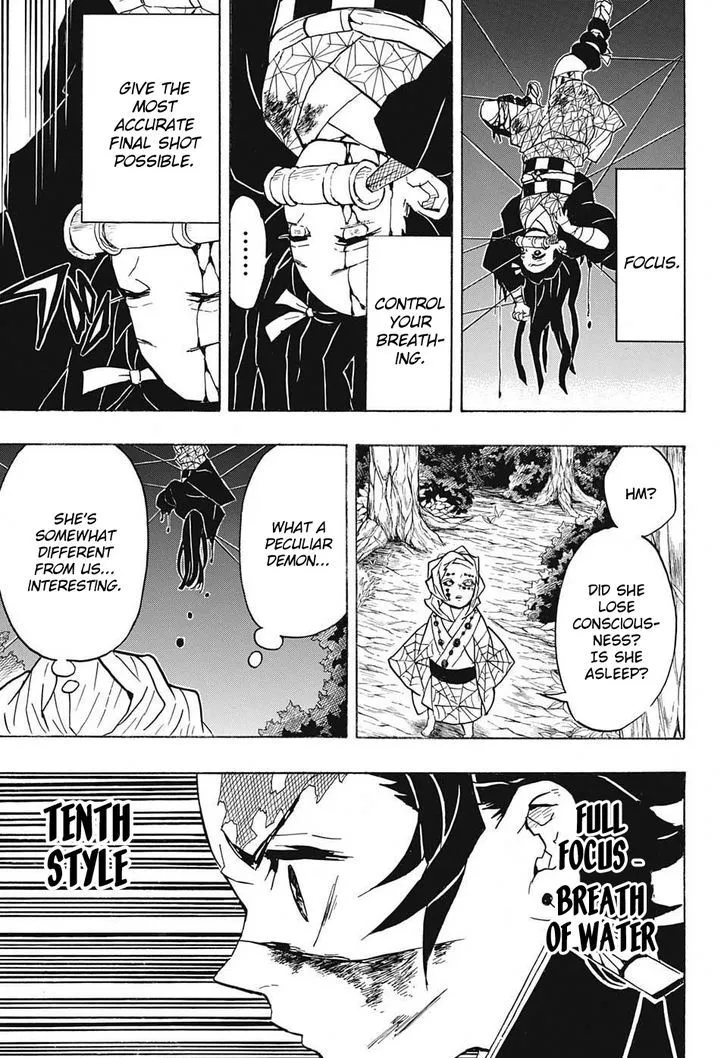 FOCUS.
CONTROL
YOUR
BREATH-
ING.
......
GIVE THE
MOST
ACCURATE
FINAL SHOT
POSSIBLE.
HM?
DID SHE
LOSE
CONSCIOUS-
NESS?
IS SHE
ASLEEP?
WHAT A
PECULIAR
DEMON...
SHE'S
SOMEWHAT
DIFFERENT
FROM
US...
INTERESTING.
FULL
FOCUS -
BREATH
OF WATER
TENTH
STYLE